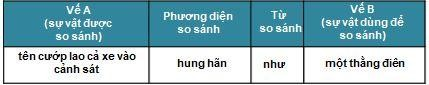 Vế A
(sự vật được
so sánh)
Phương diện
so sánh
Từ
so sánh
Vế B
(sự vật dùng để
so sánh)
tên cướp lao cả xe vào
cảnh sát
hung hãn
như
một thằng điên